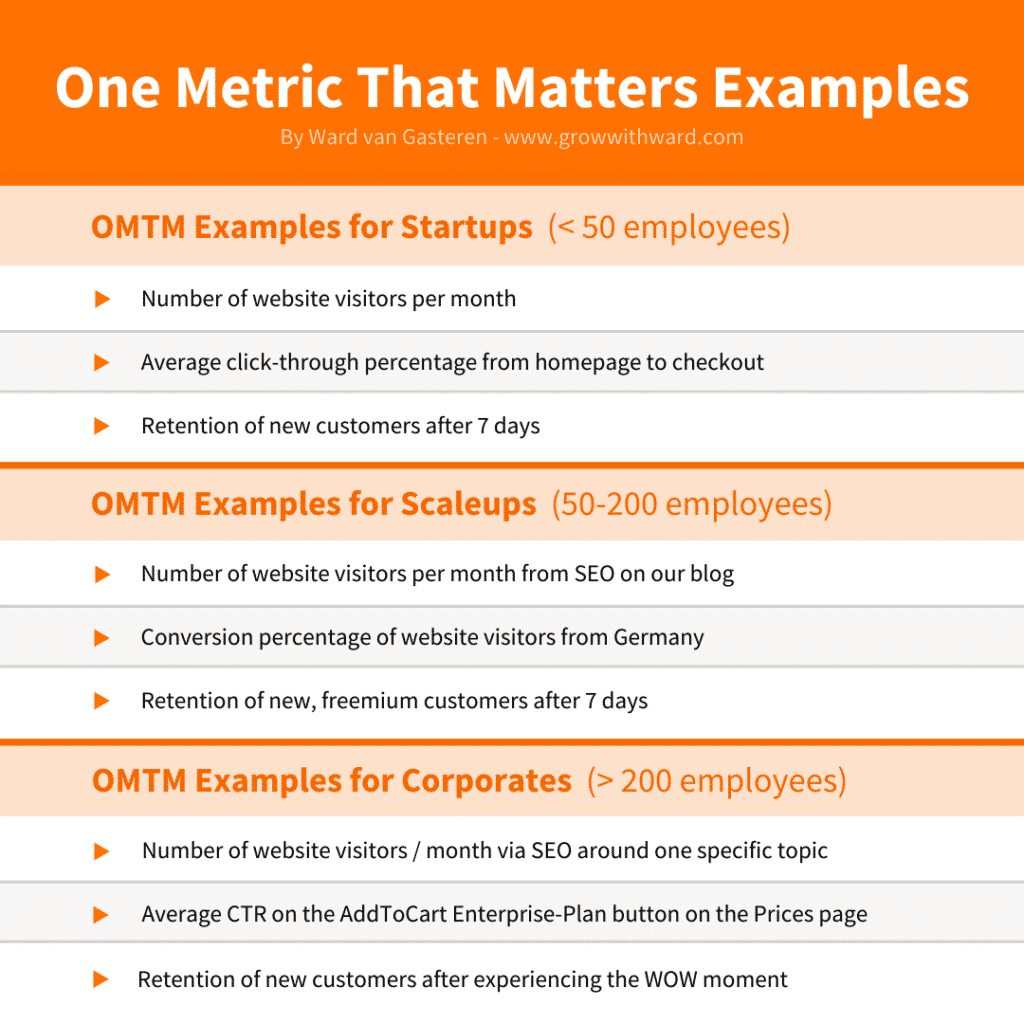 One Metric That Matters Examples
By Ward van Gasteren - www.growwithward.com
OMTM Examples for Startups (< 50 employees)
Number of website visitors per month
Average click-through percentage from homepage to checkout
Retention of new customers after 7 days
OMTM Examples for Scaleups (50-200 employees)
Number of website visitors per month from SEO on our blog
Conversion percentage of website visitors from Germany
Retention of new, freemium customers after 7 days
OMTM Examples for Corporates (> 200 employees)
Number of website visitors / month via SEO around one specific topic
Average CTR on the AddToCart Enterprise-Plan button on the Prices page
Retention of new customers after experiencing the WOW moment